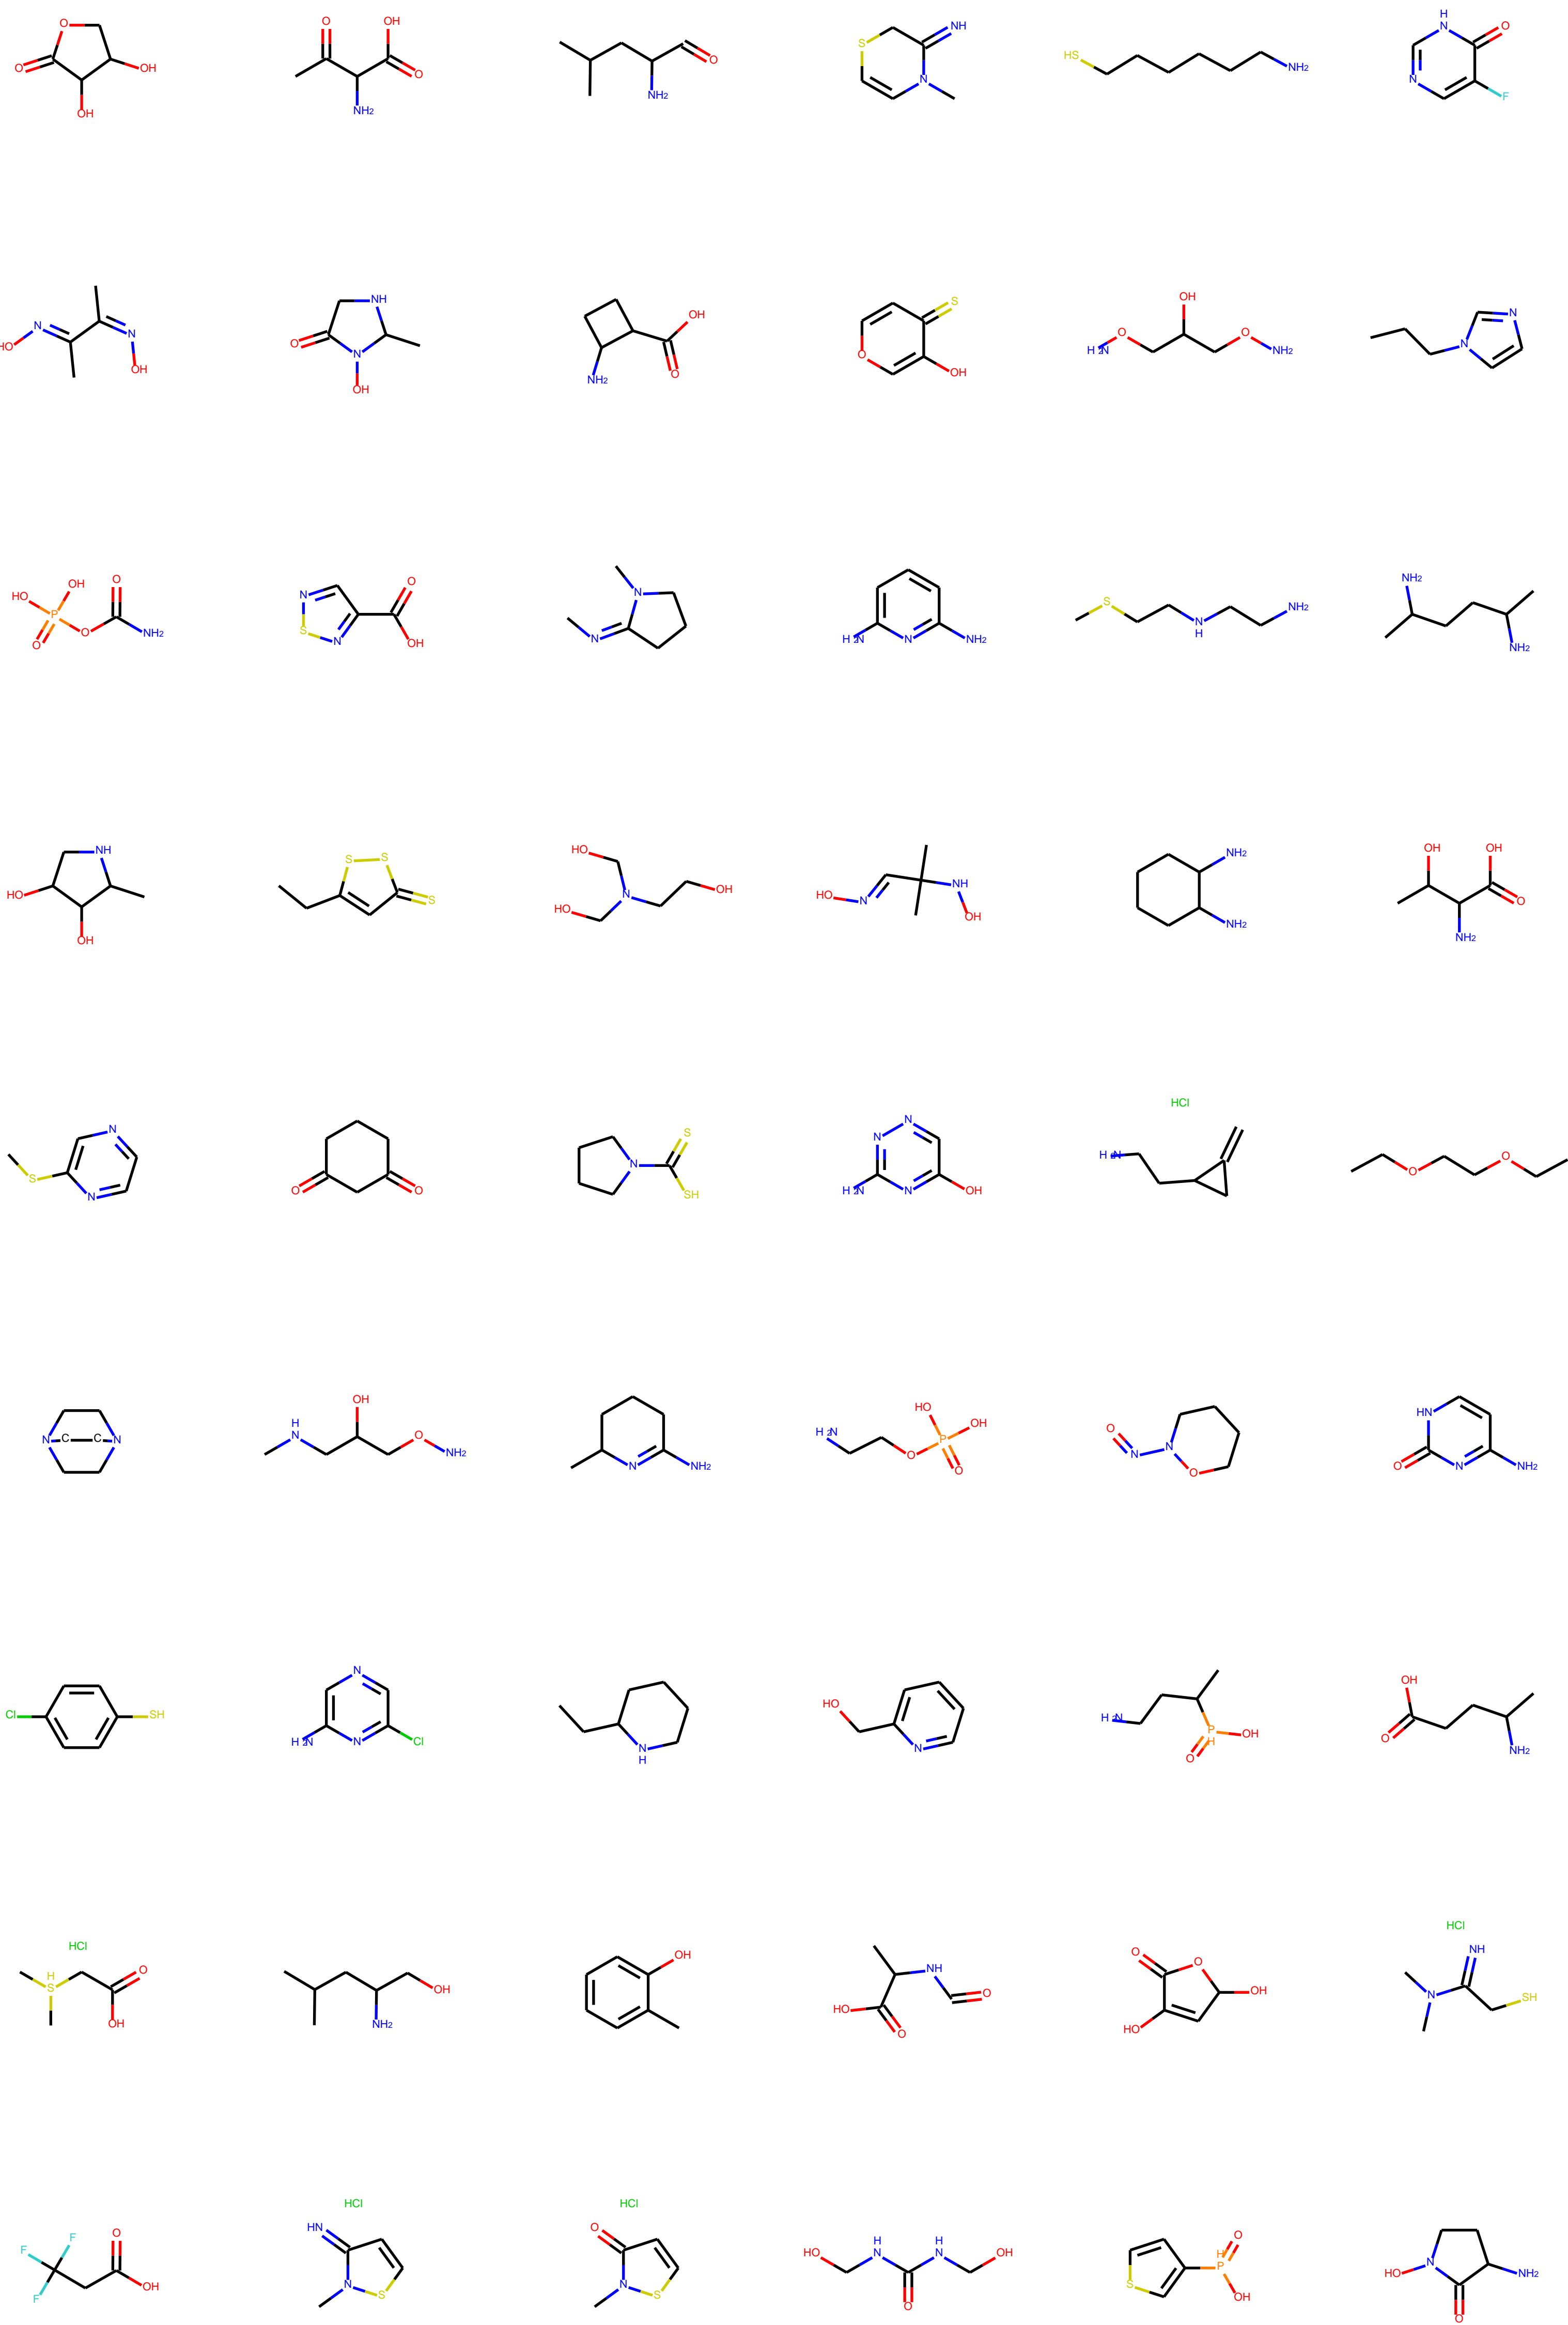 O O OH OH
O OH O NH2
O NH2
S NH N
HS NH2
H N O N F
N HO N OH
NH O N OH
OH O NH2
S O OH
OH O O H2N NH2
N N
OH HO O P O O NH2
N S N O OH
N N
H2N N NH2
S N H NH2
NH2 NH2
NH HO OH
S S S
HO N OH HO
HO N NH OH
NH2 NH2
OH OH O NH2
N S N
O O
N S SH
N N H2N N OH
HCl H2N
O O
N C C N
OH H N O NH2
N NH2
HO OH H2N P O O
O N N O
HN O N NH2
Cl SH
N H2N N Cl
N H
HO N
H2N P H OH O
OH O NH2
HCl H S O OH
OH NH2
OH
NH HO O O
O O OH HO
HCl NH N SH
F F F O OH
HCl HN N S
HCl O N S
HO H N H N OH O
S H P O OH
HO N NH2 O